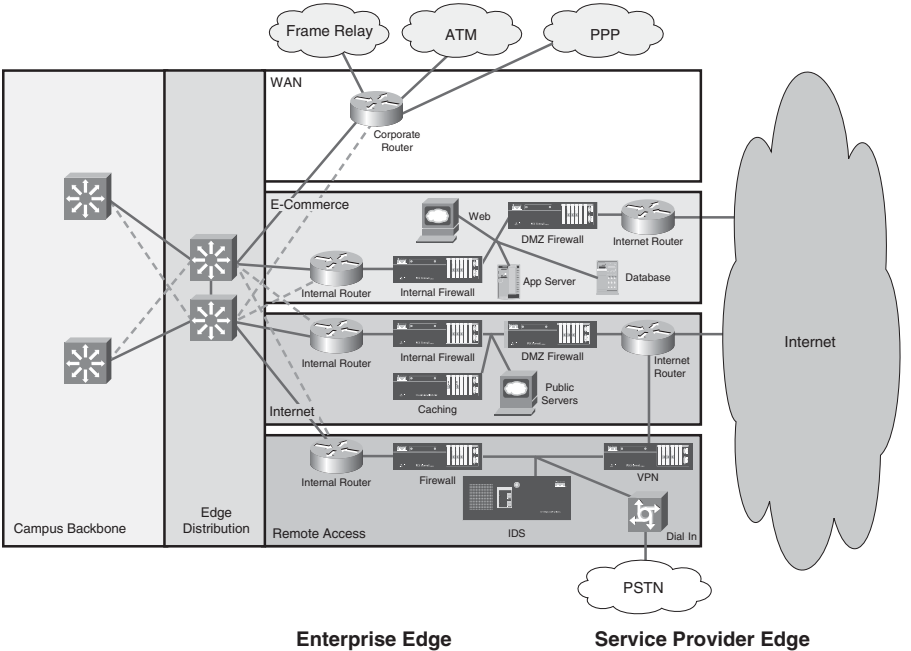 Frame Relay
ATM
PPP
WAN
Corporate
Router
E-Commerce
Web
DMZ Firewall
Internet Router
Internal Router
Internal Firewall
App Server
Database
Internal Router
Internal Firewall
DMZ Firewall
Internet
Router
Internet
Caching
Public
Servers
Internet
Internal Router
Firewall
VPN
Campus Backbone
Edge
Distribution
Remote Access
IDS
Dial In
PSTN
Enterprise Edge
Service Provider Edge